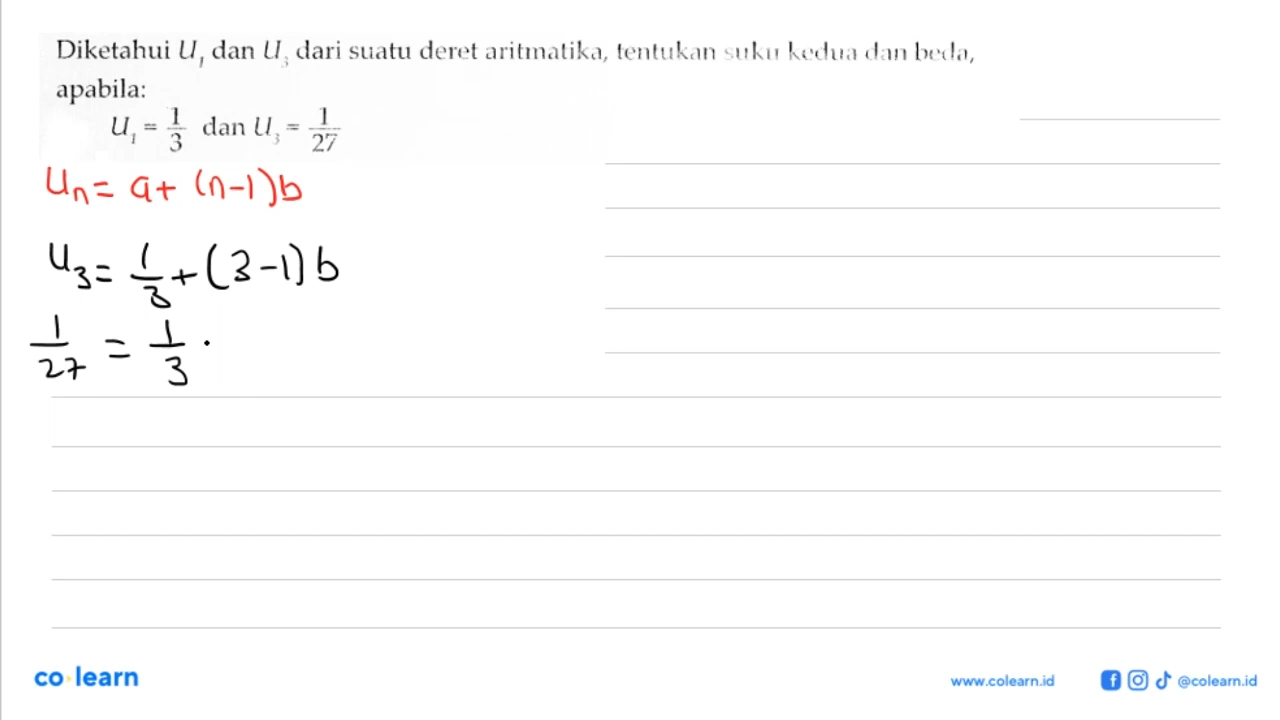 Diketahui U₁ dan U₃ dari suatu deret aritmatika, tentukan suku kedua dan beda,
apabila:
U₁ = 1/3 dan U₃ = 1/27
Un = a + (n-1)b
U₃ = 1/3 + (3-1)b
1/27 = 1/3 .
co learn
www.colearn.id @colearn.id